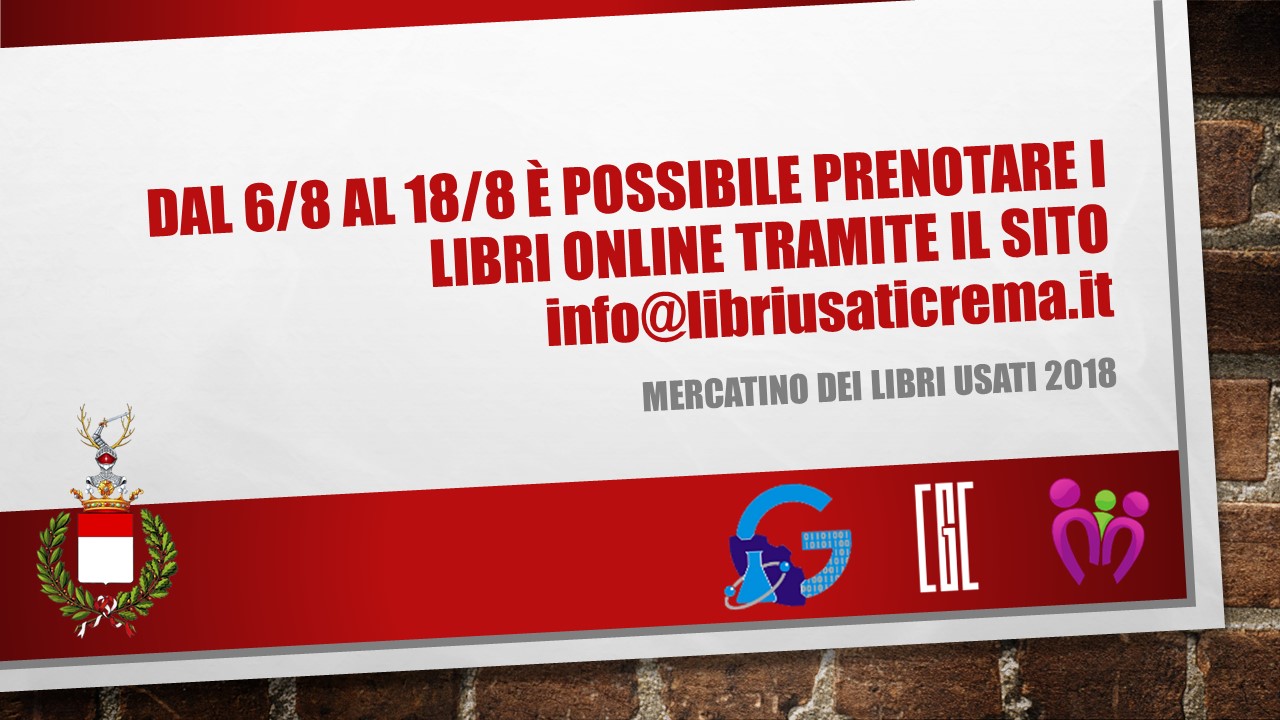 DAL 6/8 AL 18/8 È POSSIBILE PRENOTARE I
LIBRI ONLINE TRAMITE IL SITO
info@libriusaticrema.it
MERCATINO DEI LIBRI USATI 2018
CGC